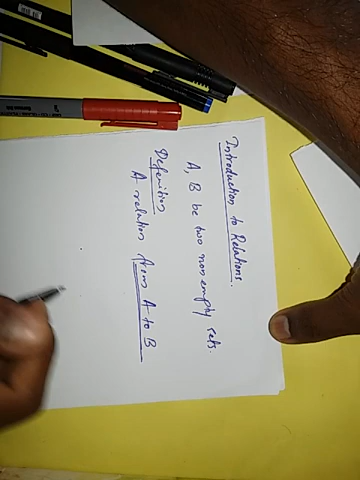 Introduction to Relations.
A, B be two non empty sets.
Definition
A relation from A to B